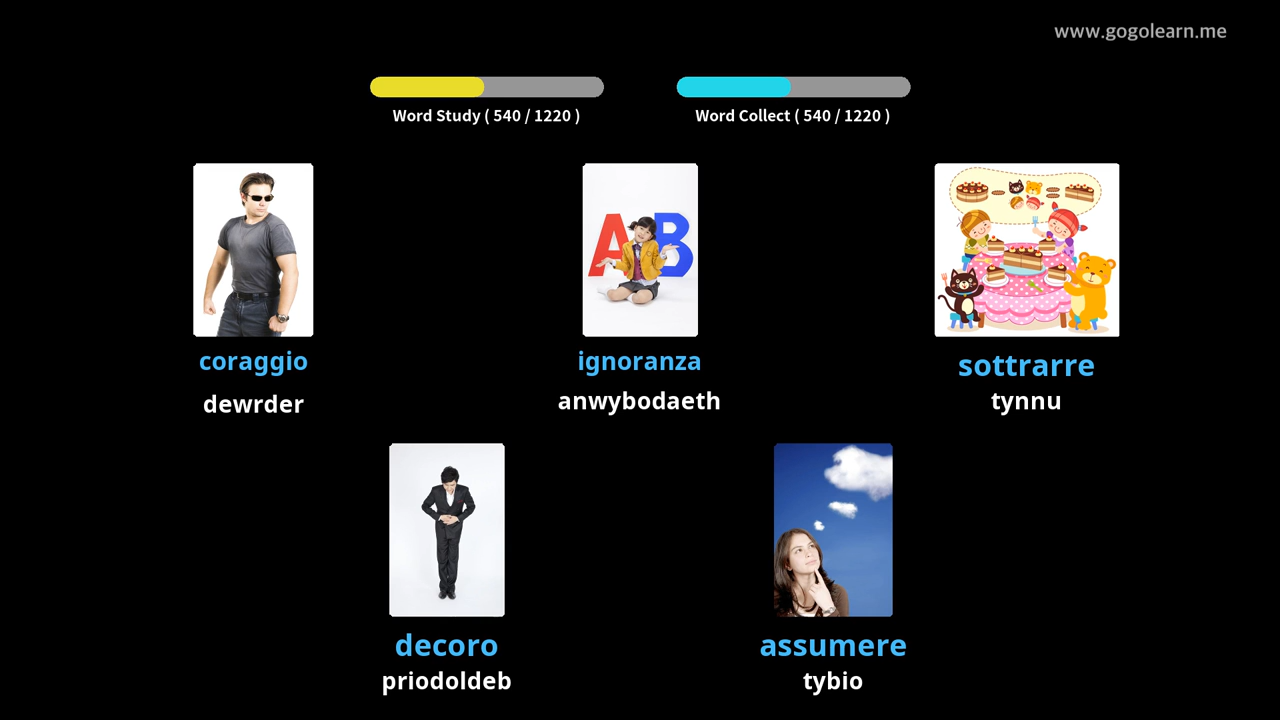 www.gogolearn.me
Word Study ( 540 / 1220 )
Word Collect ( 540 / 1220 )
coraggio
dewrder
ignoranza
anwybodaeth
sottrarre
tynnu
decoro
priodoldeb
assumere
tybio